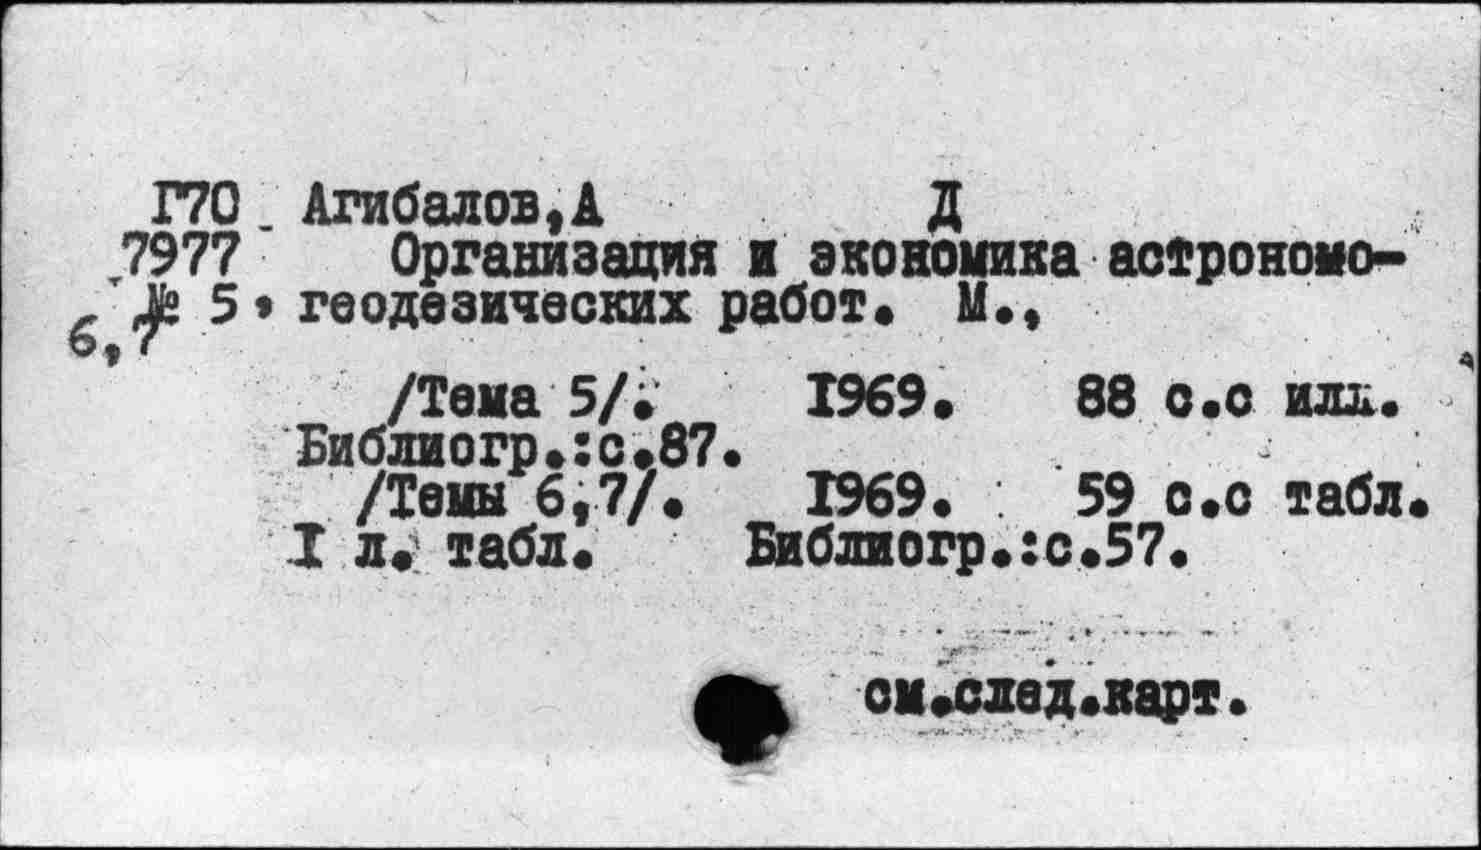 Г70 Агибалов,А Д
7977 Организация и экономика астрономо-
№ 5, геодезических работ. М.,
6,7
/Тема 5/. 1969. 88 с.с илл.
Библиогр.:с.87.
/Темы 6,7/. 1969. 59 с.с табл.
I л. табл. Библиогр.:с.57.
см.след.карт.